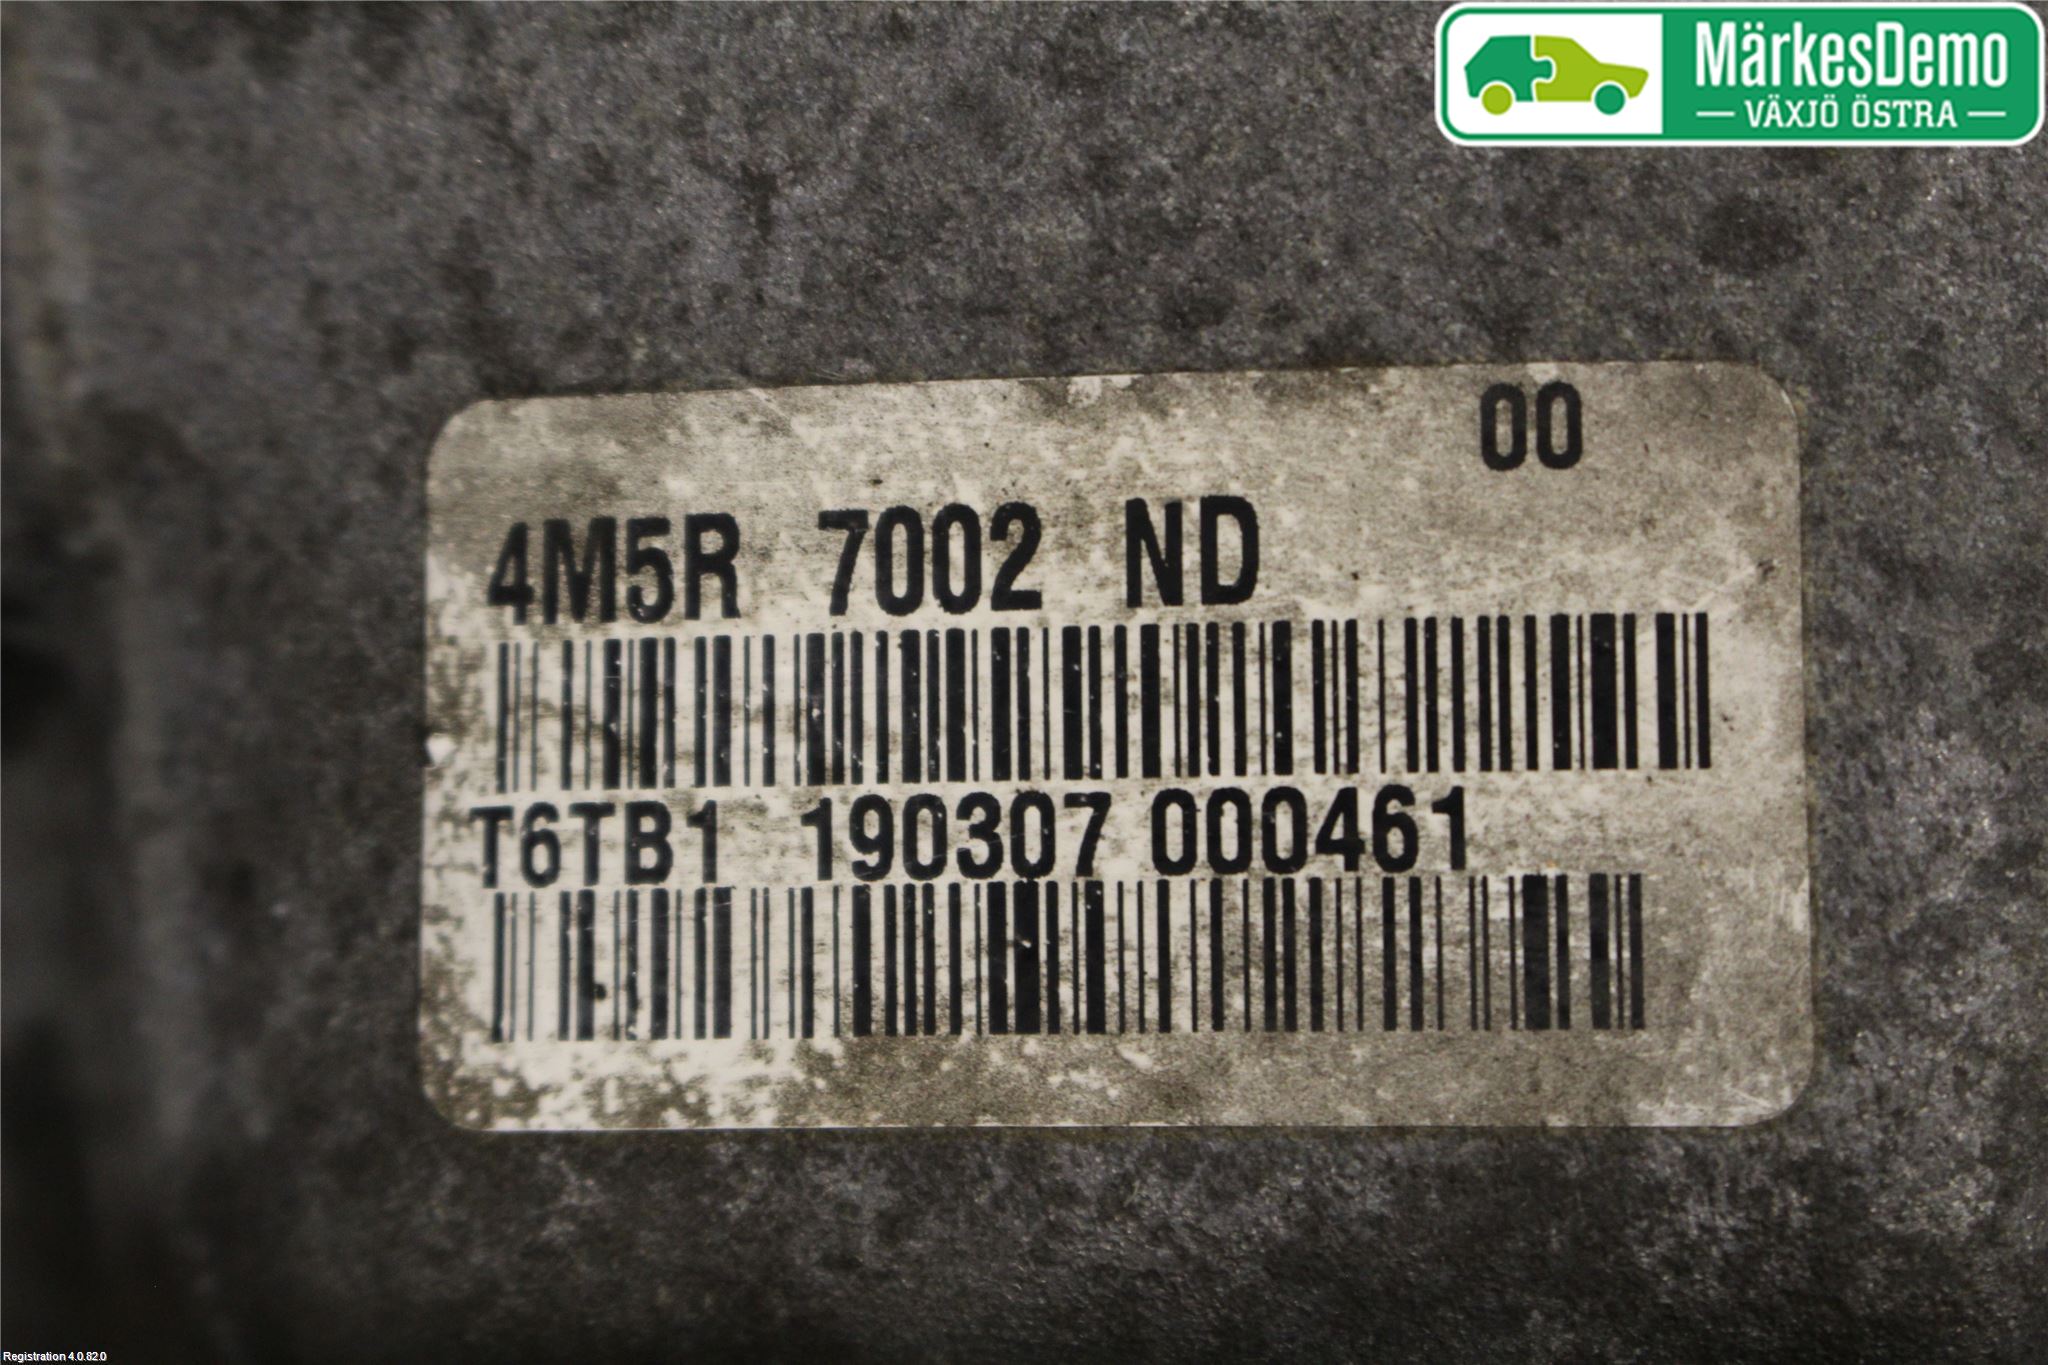 MärkesDemo
— VÄXJÖ ÖSTRA —
00
4M5R 7002 ND
T6TB1 190307 000461
Registration 4.0.82.0